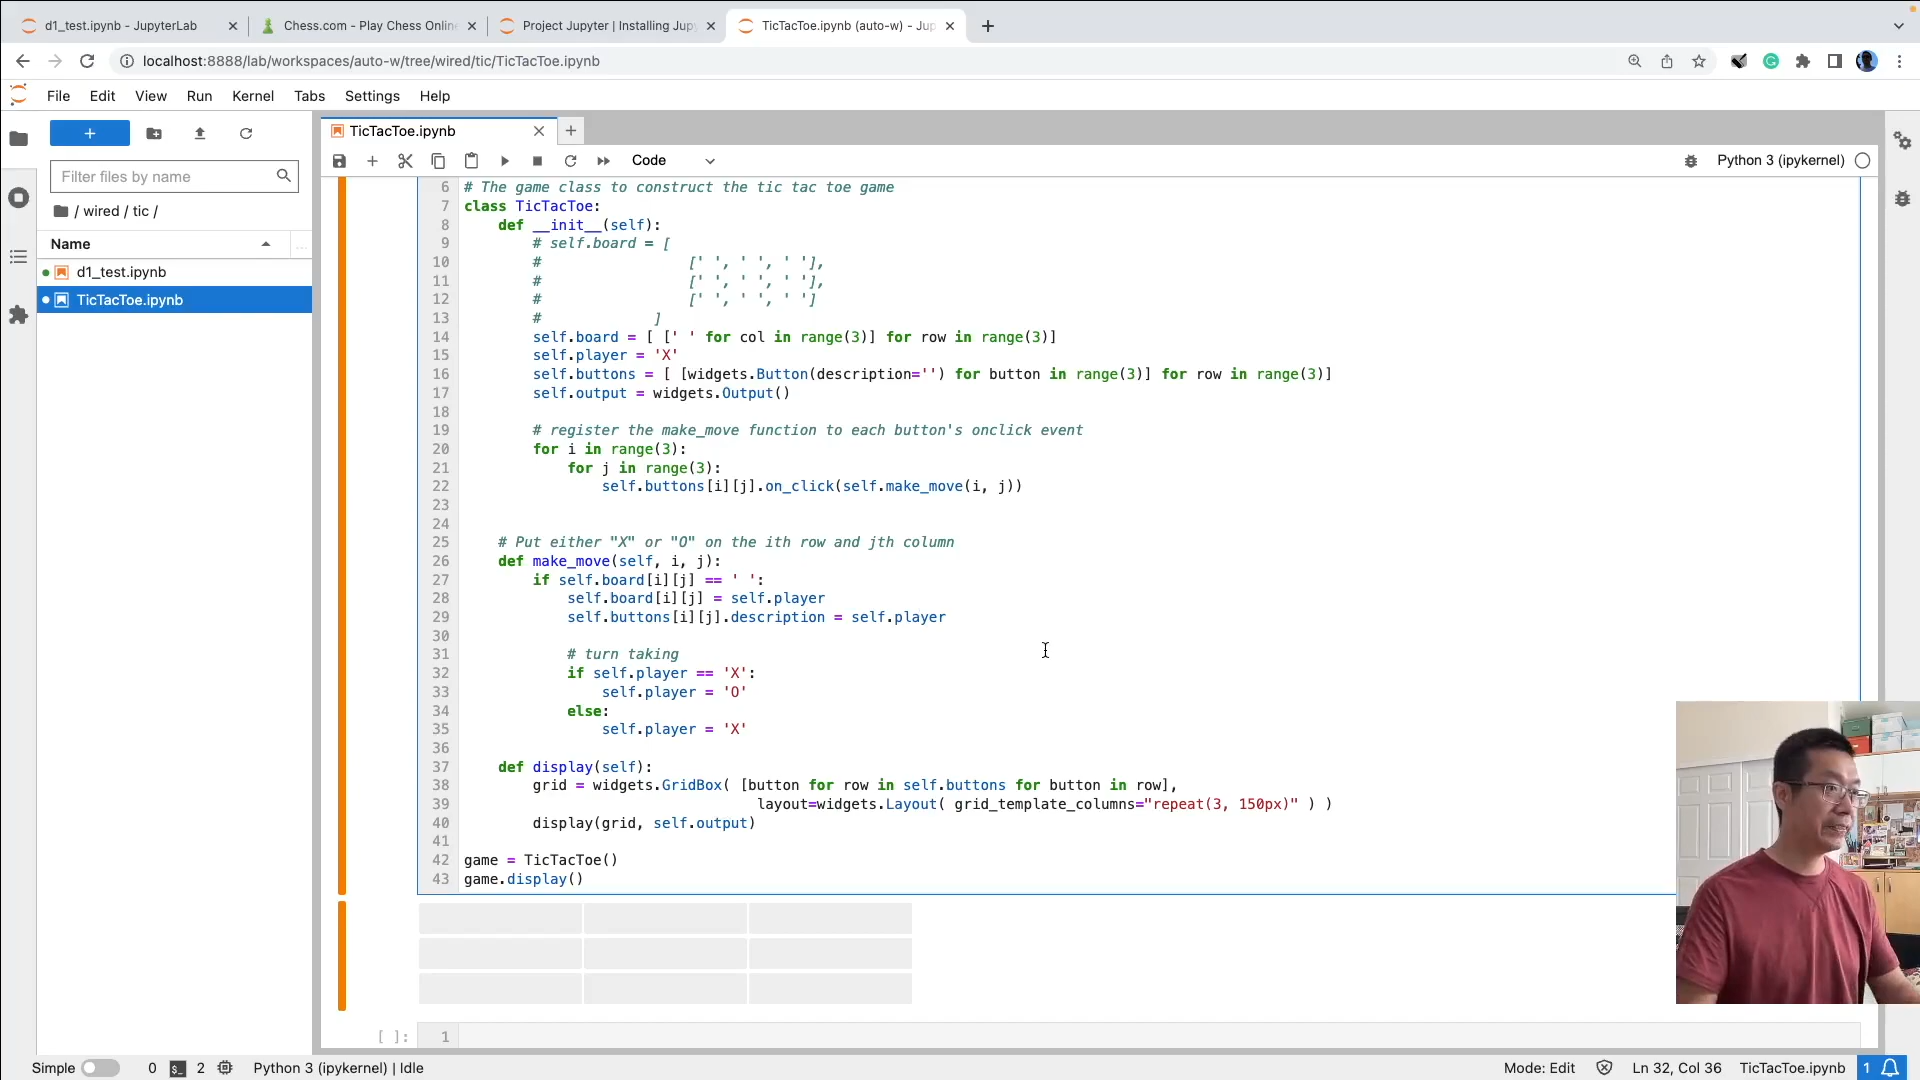 d1_test.ipynb - JupyterLab
Chess.com - Play Chess Online
Project Jupyter | Installing Jupy
TicTacToe.ipynb (auto-w) - Jup
localhost:8888/lab/workspaces/auto-w/tree/wired/tic/TicTacToe.ipynb
File Edit View Run Kernel Tabs Settings Help
TicTacToe.ipynb
Code
Python 3 (ipykernel)
Filter files by name
/ wired / tic /
Name
d1_test.ipynb
TicTacToe.ipynb
6 # The game class to construct the tic tac toe game
7 class TicTacToe:
8     def __init__(self):
9         # self.board = [
10         #                 [' ', ' ', ' '],
11         #                 [' ', ' ', ' '],
12         #                 [' ', ' ', ' ']
13         #             ]
14         self.board = [ [' ' for col in range(3)] for row in range(3)]
15         self.player = 'X'
16         self.buttons = [ [widgets.Button(description='') for button in range(3)] for row in range(3)]
17         self.output = widgets.Output()
18
19         # register the make_move function to each button's onclick event
20         for i in range(3):
21             for j in range(3):
22                 self.buttons[i][j].on_click(self.make_move(i, j))
23
24
25     # Put either "X" or "O" on the ith row and jth column
26     def make_move(self, i, j):
27         if self.board[i][j] == ' ':
28             self.board[i][j] = self.player
29             self.buttons[i][j].description = self.player
30
31             # turn taking
32             if self.player == 'X':
33                 self.player = 'O'
34             else:
35                 self.player = 'X'
36
37     def display(self):
38         grid = widgets.GridBox( [button for row in self.buttons for button in row],
39                                   layout=widgets.Layout( grid_template_columns="repeat(3, 150px)" ) )
40         display(grid, self.output)
41
42 game = TicTacToe()
43 game.display()
[ ]: 1
Simple 0 2 Python 3 (ipykernel) | Idle
Mode: Edit Ln 32, Col 36 TicTacToe.ipynb 1